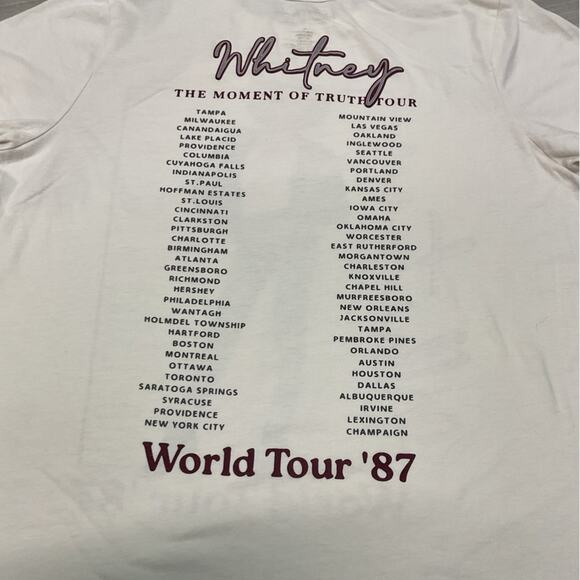 Whitney
THE MOMENT OF TRUTH TOUR
TAMPA
MILWAUKEE
CANANDAIGUA
LAKE PLACID
PROVIDENCE
COLUMBIA
CUYAHOGA FALLS
INDIANAPOLIS
ST.PAUL
HOFFMAN ESTATES
ST.LOUIS
CINCINNATI
CLARKSTON
PITTSBURGH
CHARLOTTE
BIRMINGHAM
ATLANTA
GREENSBORO
RICHMOND
HERSHEY
PHILADELPHIA
WANTAGH
HOLMDEL TOWNSHIP
HARTFORD
BOSTON
MONTREAL
OTTAWA
TORONTO
SARATOGA SPRINGS
SYRACUSE
PROVIDENCE
NEW YORK CITY
MOUNTAIN VIEW
LAS VEGAS
OAKLAND
INGLEWOOD
SEATTLE
VANCOUVER
PORTLAND
DENVER
KANSAS CITY
AMES
IOWA CITY
OMAHA
OKLAHOMA CITY
WORCESTER
EAST RUTHERFORD
MORGANTOWN
CHARLESTON
KNOXVILLE
CHAPEL HILL
MURFREESBORO
NEW ORLEANS
JACKSONVILLE
TAMPA
PEMBROKE PINES
ORLANDO
AUSTIN
HOUSTON
DALLAS
ALBUQUERQUE
IRVINE
LEXINGTON
CHAMPAIGN
World Tour '87